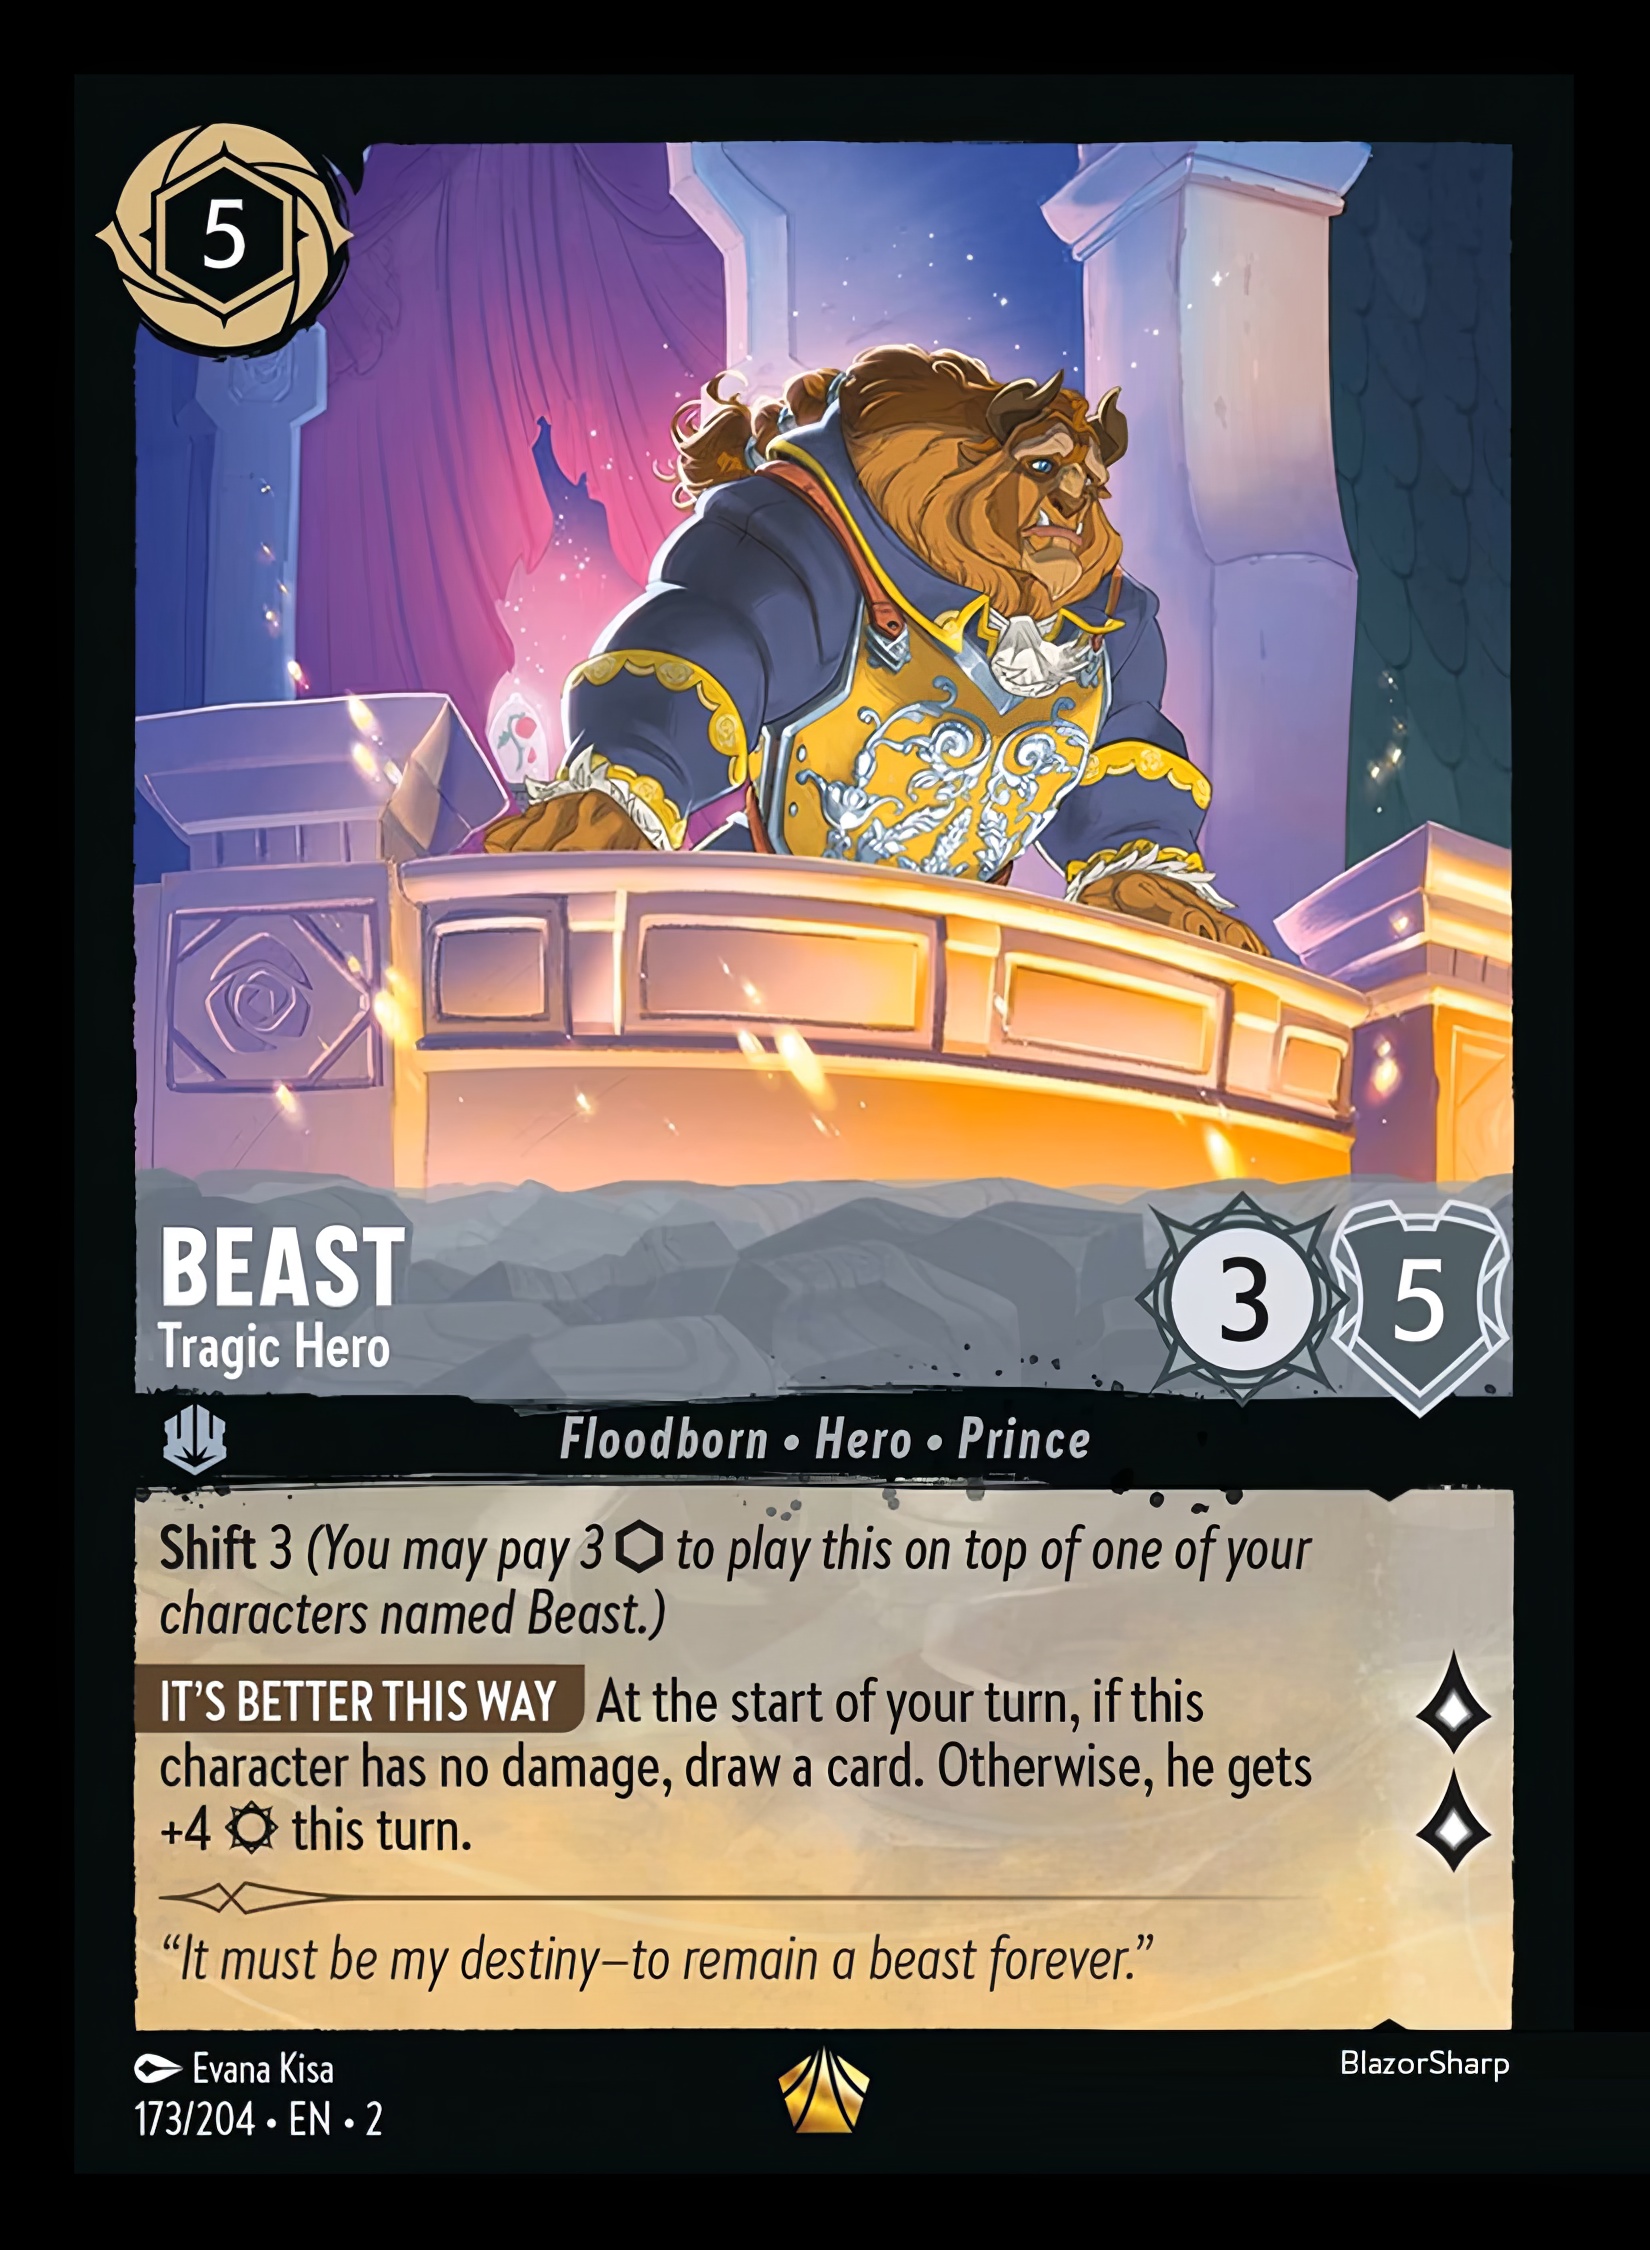 5
BEAST
Tragic Hero
3
5
Floodborn • Hero • Prince
Shift 3 (You may pay 3 ⬡ to play this on top of one of your
characters named Beast.)
IT'S BETTER THIS WAY At the start of your turn, if this
character has no damage, draw a card. Otherwise, he gets
+4 ¤ this turn.
“It must be my destiny–to remain a beast forever.”
Evana Kisa
BlazorSharp
173/204 • EN • 2